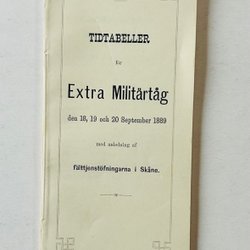 TIDTABELLER
för
Extra Militärtåg
den 18, 19 och 20 September 1889
med anledning af
fälttjenstöfningarna i Skåne.